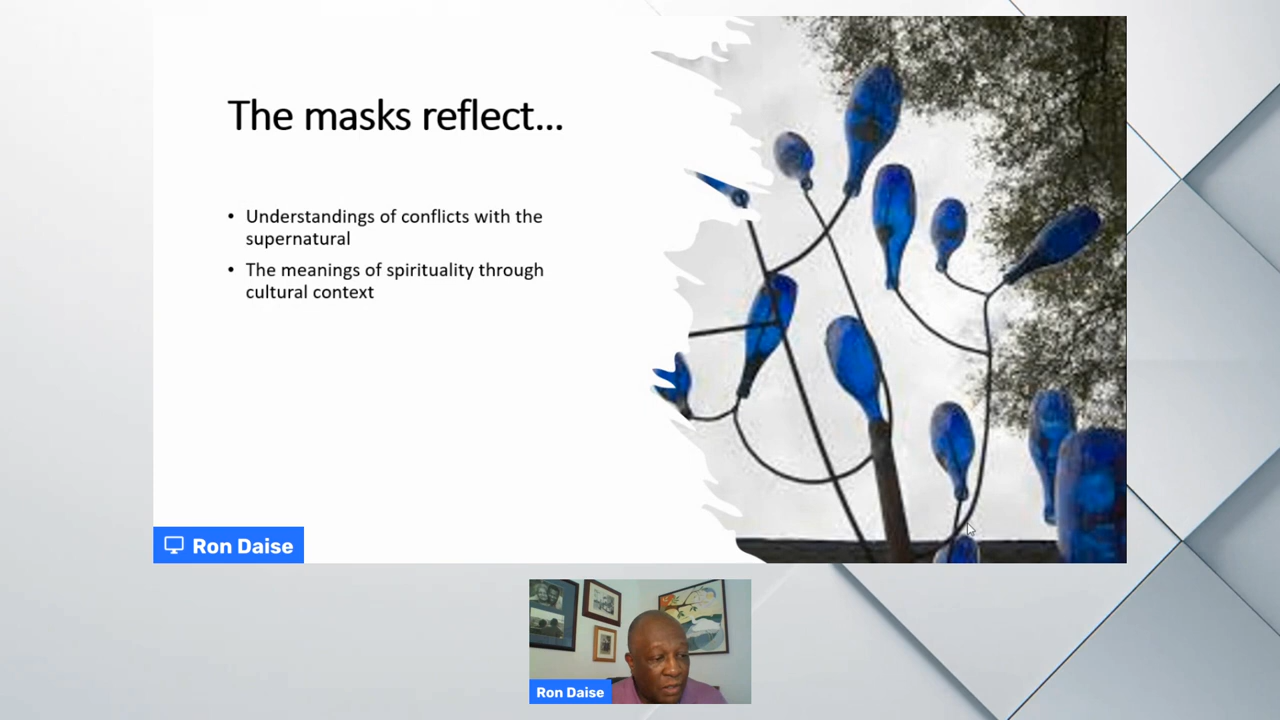 The masks reflect...
• Understandings of conflicts with the
supernatural
• The meanings of spirituality through
cultural context
Ron Daise
Ron Daise